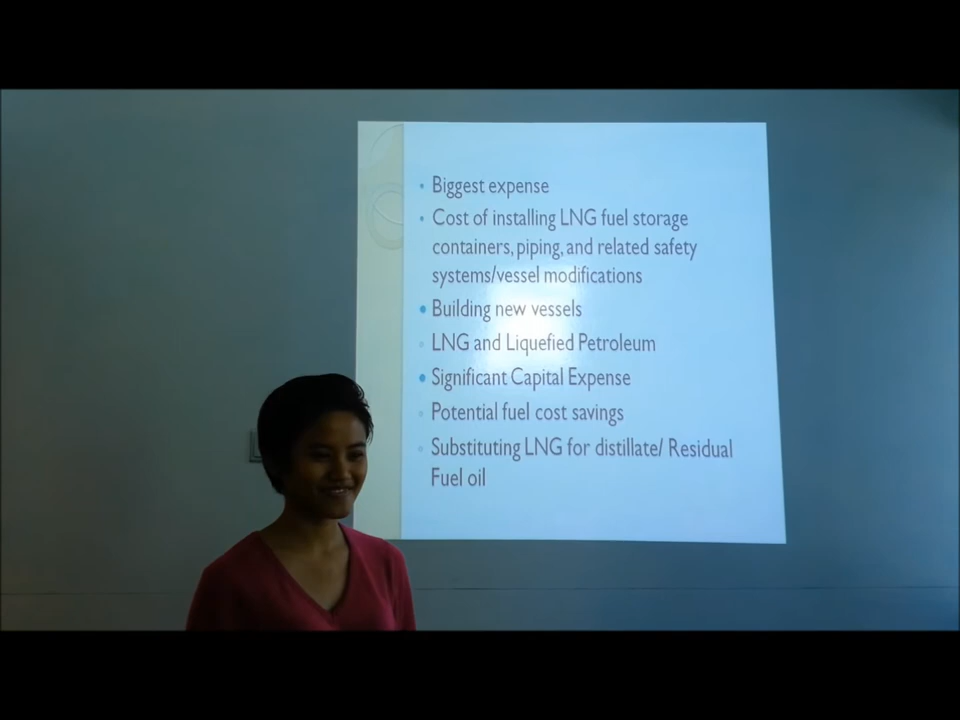 • Biggest expense
• Cost of installing LNG fuel storage
containers, piping, and related safety
systems/vessel modifications
• Building new vessels
• LNG and Liquefied Petroleum
• Significant Capital Expense
• Potential fuel cost savings
• Substituting LNG for distillate/ Residual
Fuel oil